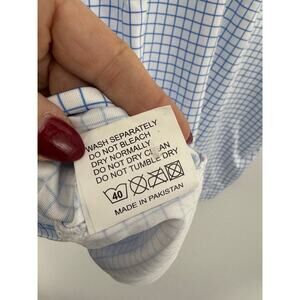 WASH SEPARATELY
DO NOT BLEACH
DRY NORMALLY
DO NOT DRY CLEAN
DO NOT TUMBLE DRY
40
MADE IN PAKISTAN